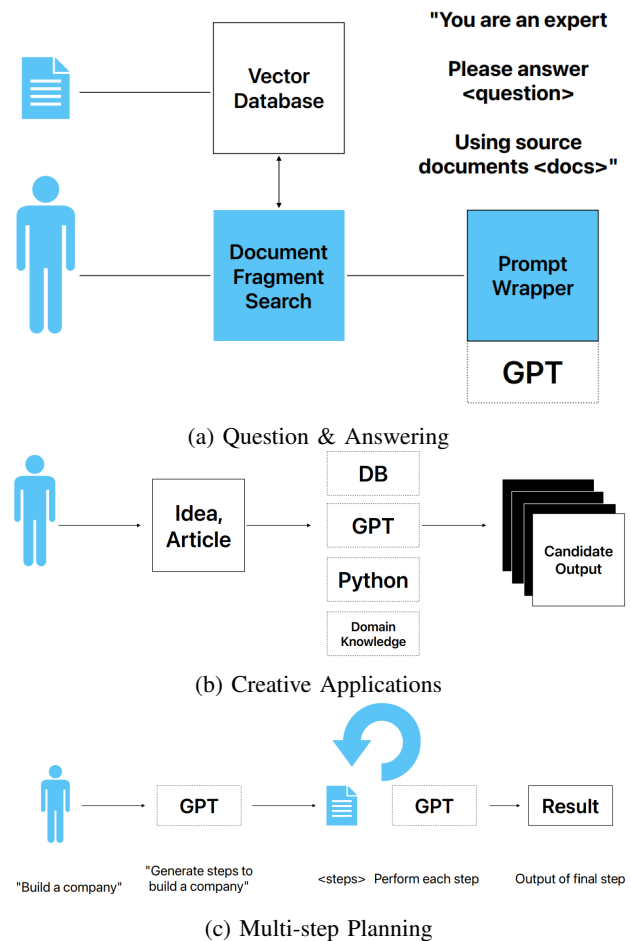 "You are an expert
Please answer
<question>
Using source
documents <docs>"
Vector
Database
Document
Fragment
Search
Prompt
Wrapper
GPT
(a) Question & Answering
Idea,
Article
DB
GPT
Python
Domain
Knowledge
Candidate
Output
(b) Creative Applications
GPT
GPT
Result
"Build a company"
"Generate steps to
build a company"
<steps>
Perform each step
Output of final step
(c) Multi-step Planning